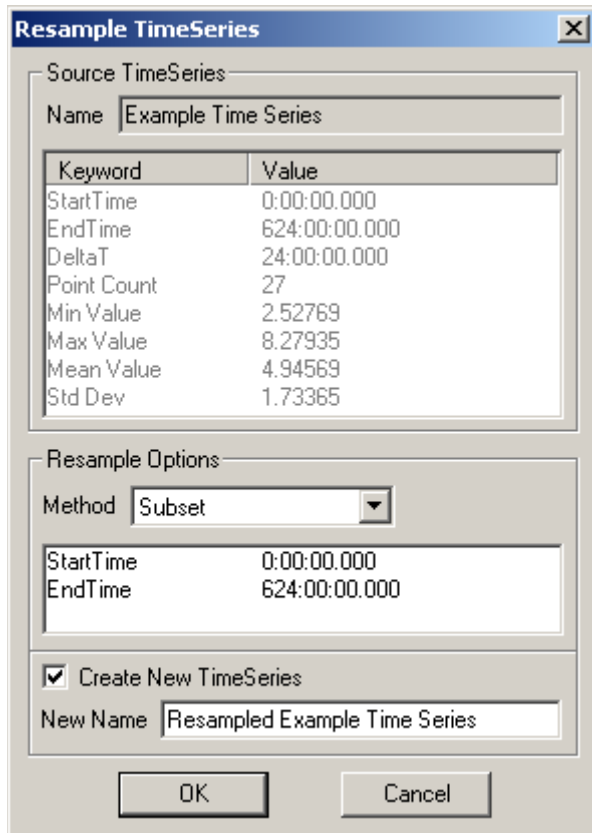 Resample TimeSeries
Source TimeSeries
Name Example Time Series
Keyword Value
StartTime 0:00:00.000
EndTime 624:00:00.000
DeltaT 24:00:00.000
Point Count 27
Min Value 2.52769
Max Value 8.27935
Mean Value 4.94569
Std Dev 1.73365
Resample Options
Method Subset
StartTime 0:00:00.000
EndTime 624:00:00.000
Create New TimeSeries
New Name Resampled Example Time Series
OK Cancel